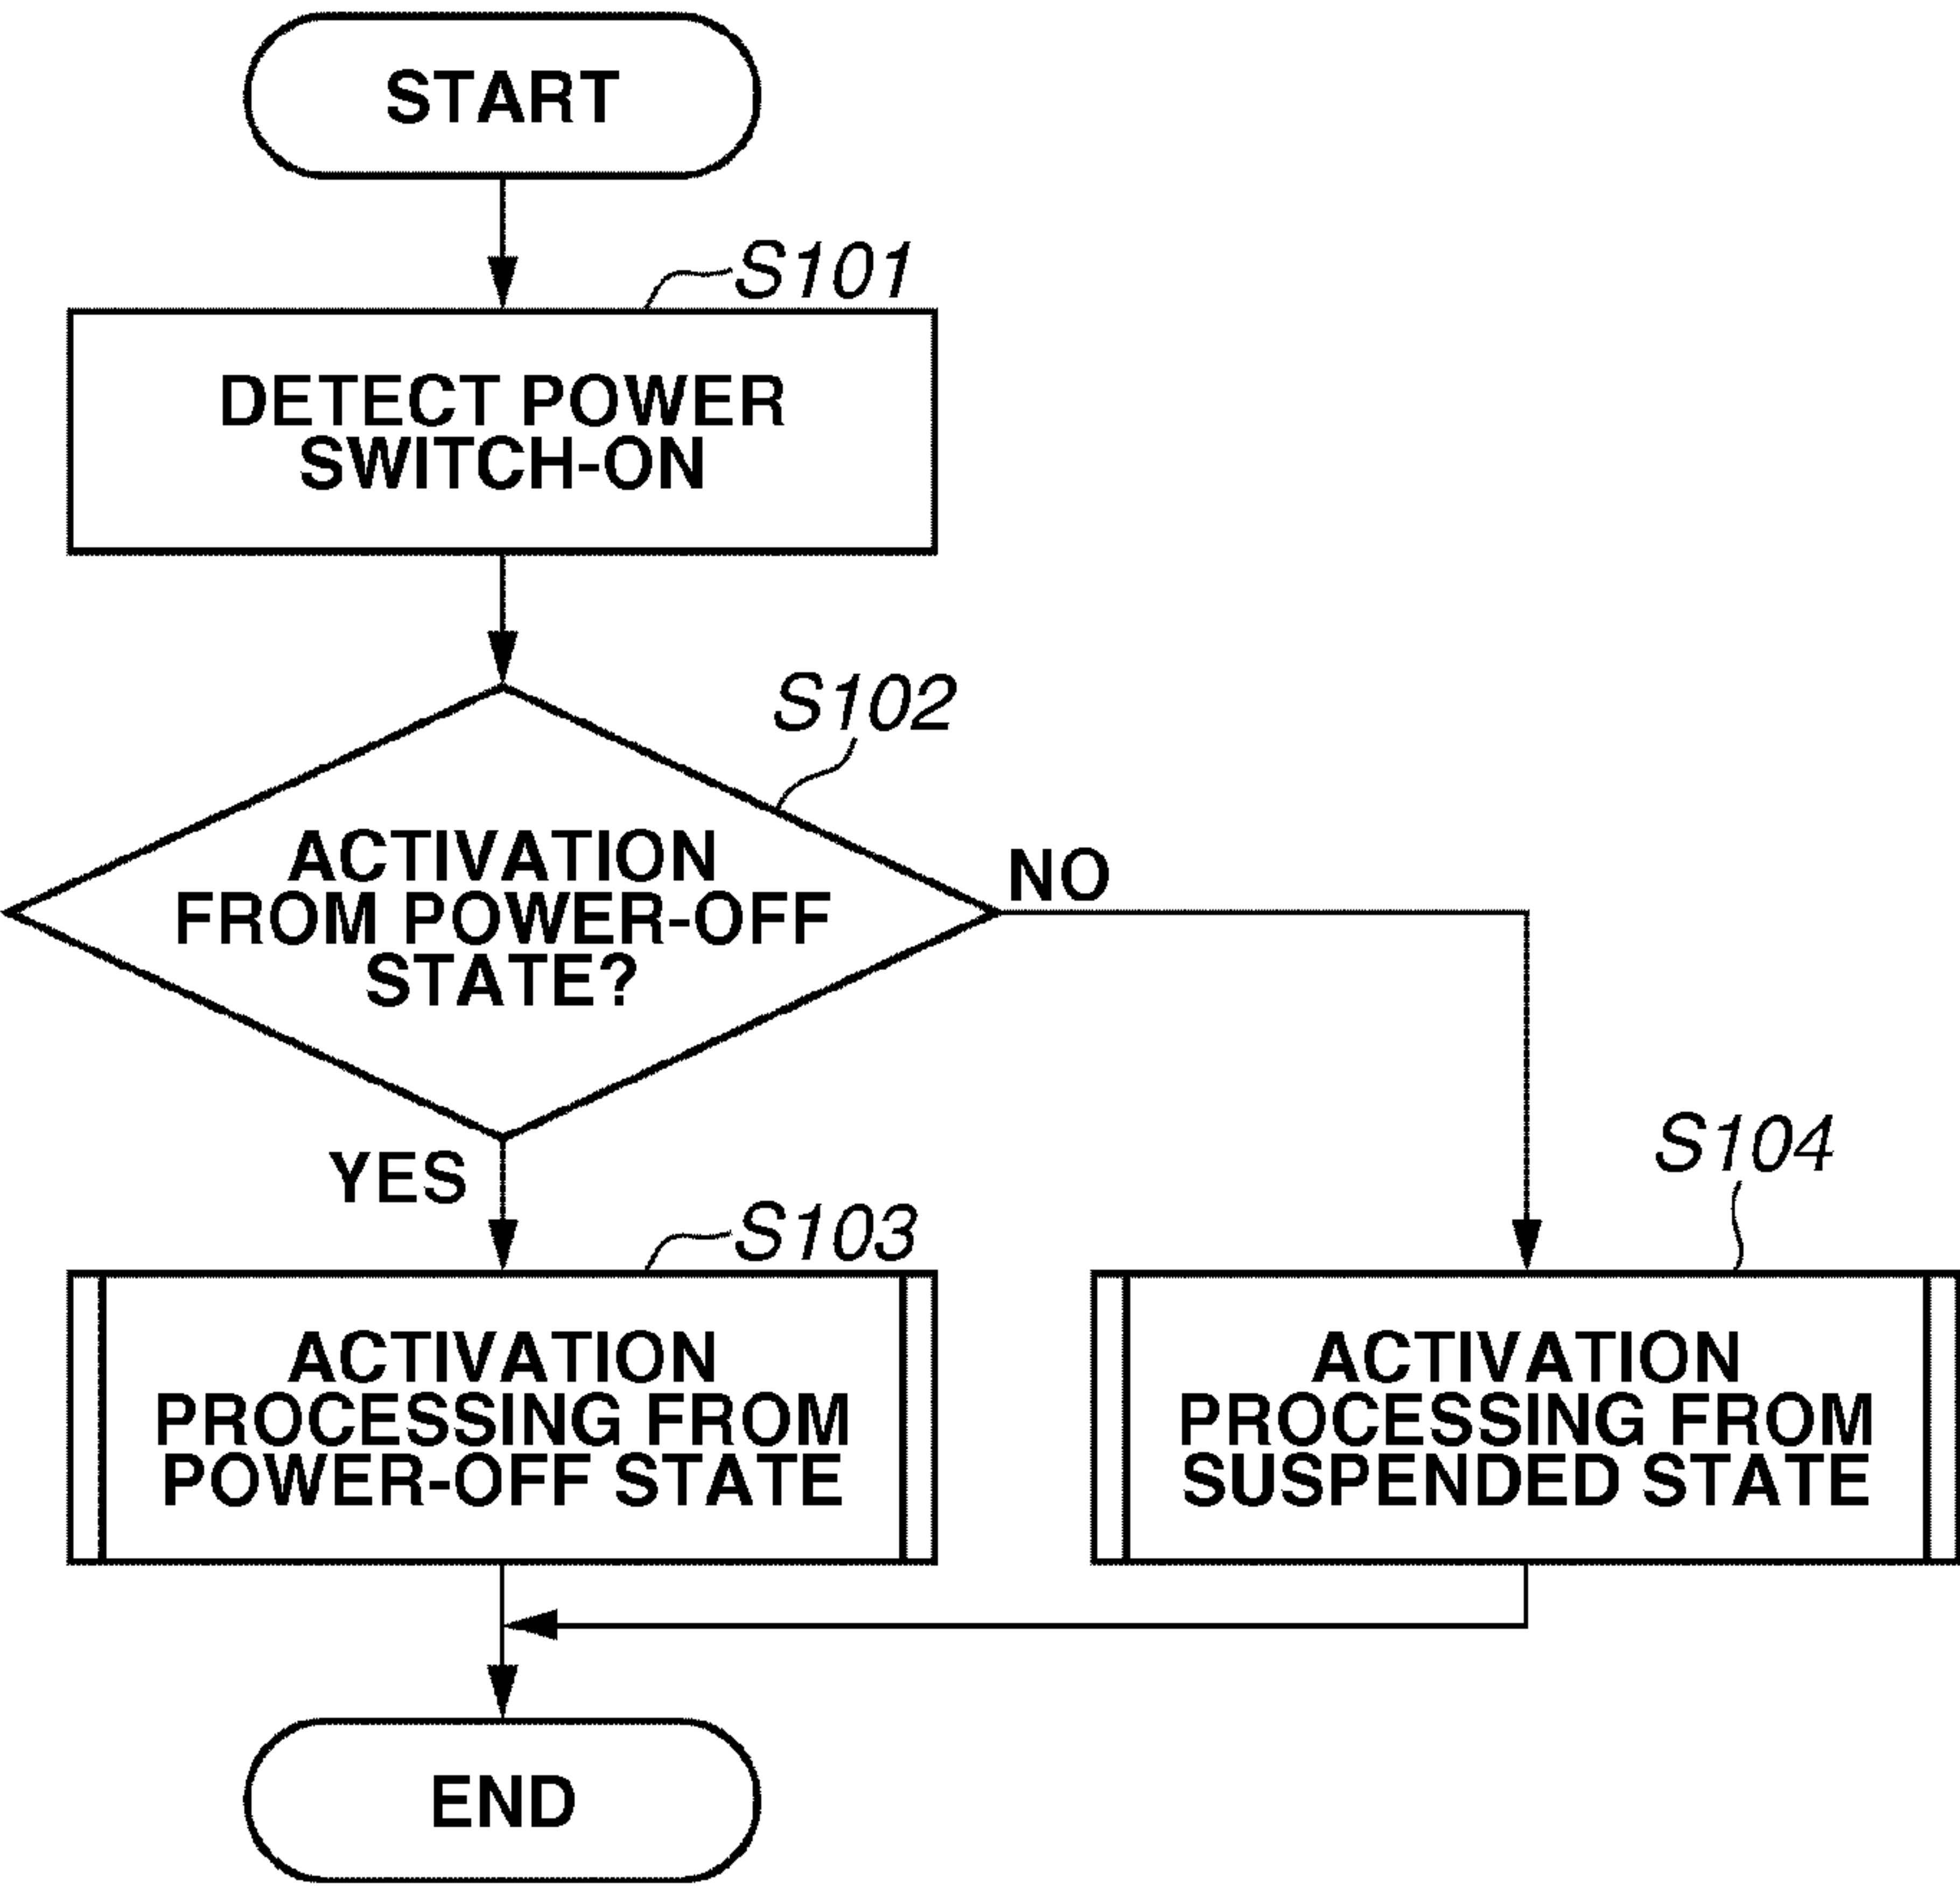 START
S101
DETECT POWER
SWITCH-ON
S102
ACTIVATION
FROM POWER-OFF
STATE?
NO
YES
S103
ACTIVATION
PROCESSING FROM
POWER-OFF STATE
S104
ACTIVATION
PROCESSING FROM
SUSPENDED STATE
END